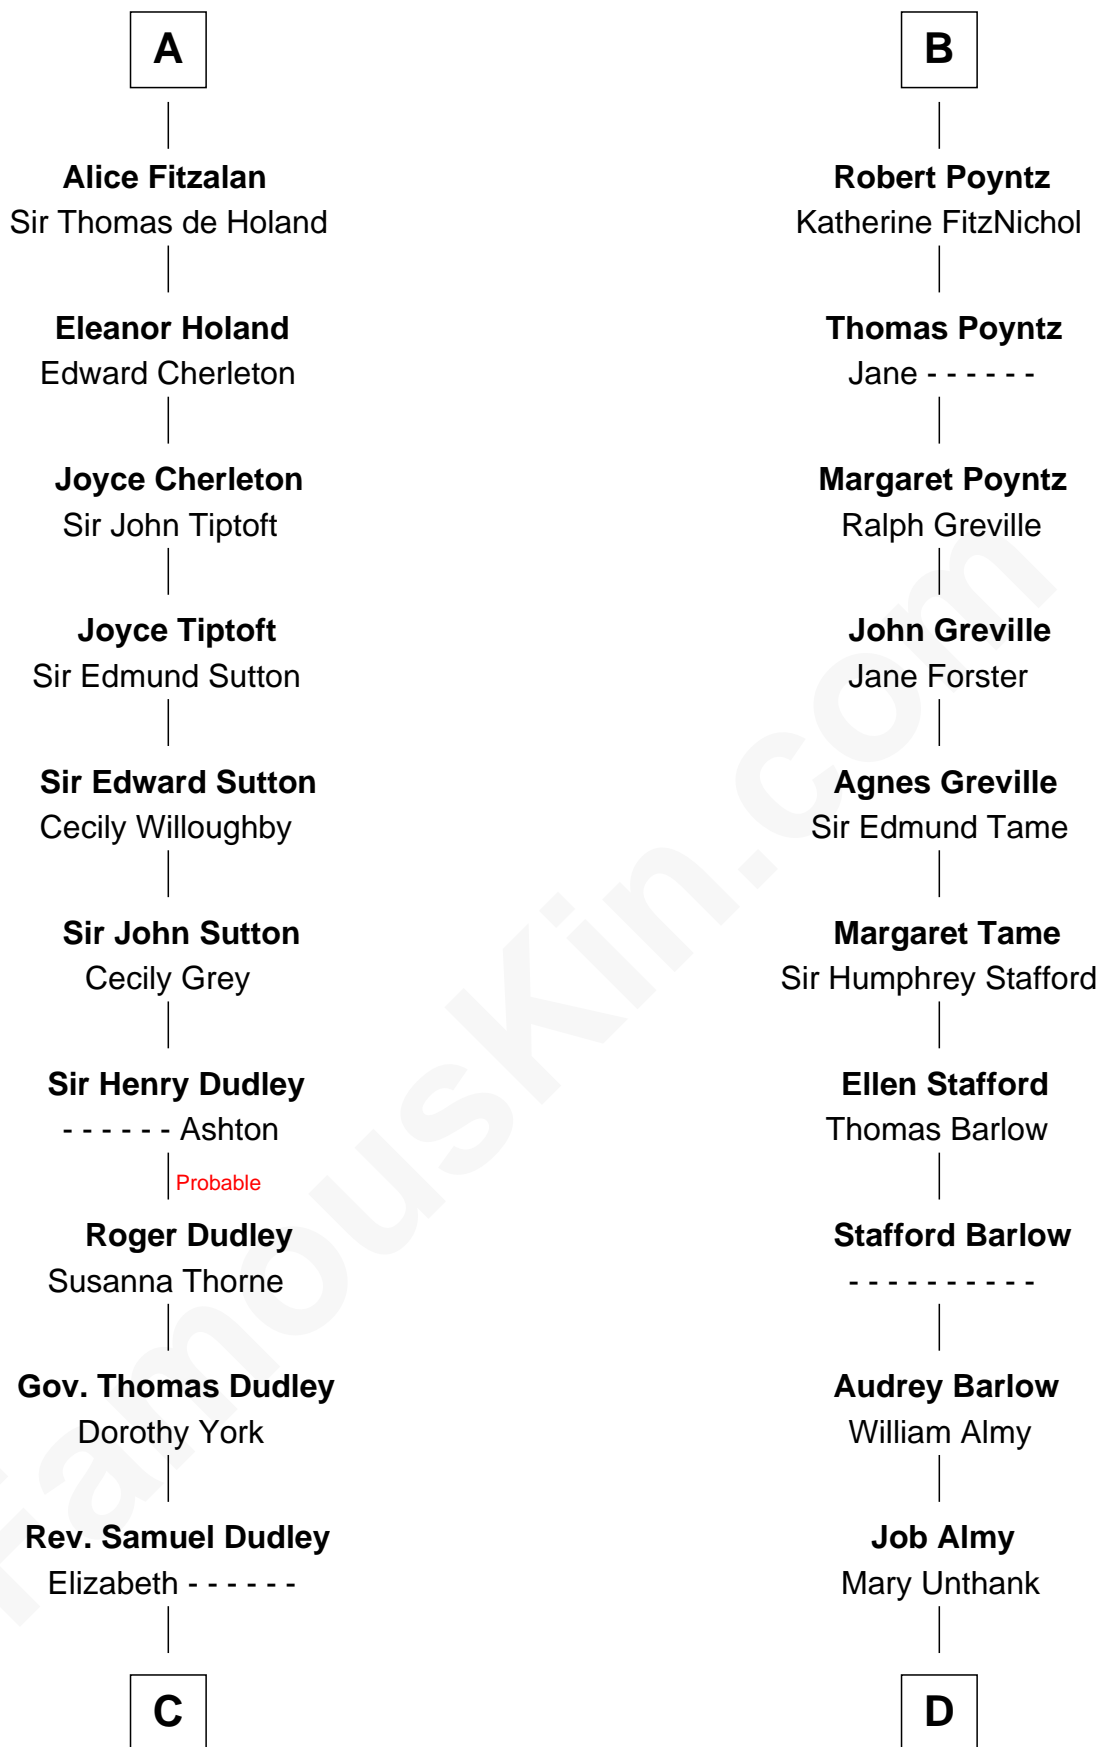 A
Alice Fitzalan
Sir Thomas de Holand
Eleanor Holand
Edward Cherleton
Joyce Cherleton
Sir John Tiptoft
Joyce Tiptoft
Sir Edmund Sutton
Sir Edward Sutton
Cecily Willoughby
Sir John Sutton
Cecily Grey
Sir Henry Dudley
- - - - - - Ashton
Probable
Roger Dudley
Susanna Thorne
Gov. Thomas Dudley
Dorothy York
Rev. Samuel Dudley
Elizabeth - - - - - -
C
B
Robert Poyntz
Katherine FitzNichol
Thomas Poyntz
Jane - - - - - -
Margaret Poyntz
Ralph Greville
John Greville
Jane Forster
Agnes Greville
Sir Edmund Tame
Margaret Tame
Sir Humphrey Stafford
Ellen Stafford
Thomas Barlow
Stafford Barlow
- - - - - - - - - -
Audrey Barlow
William Almy
Job Almy
Mary Unthank
D
FamousKin.com